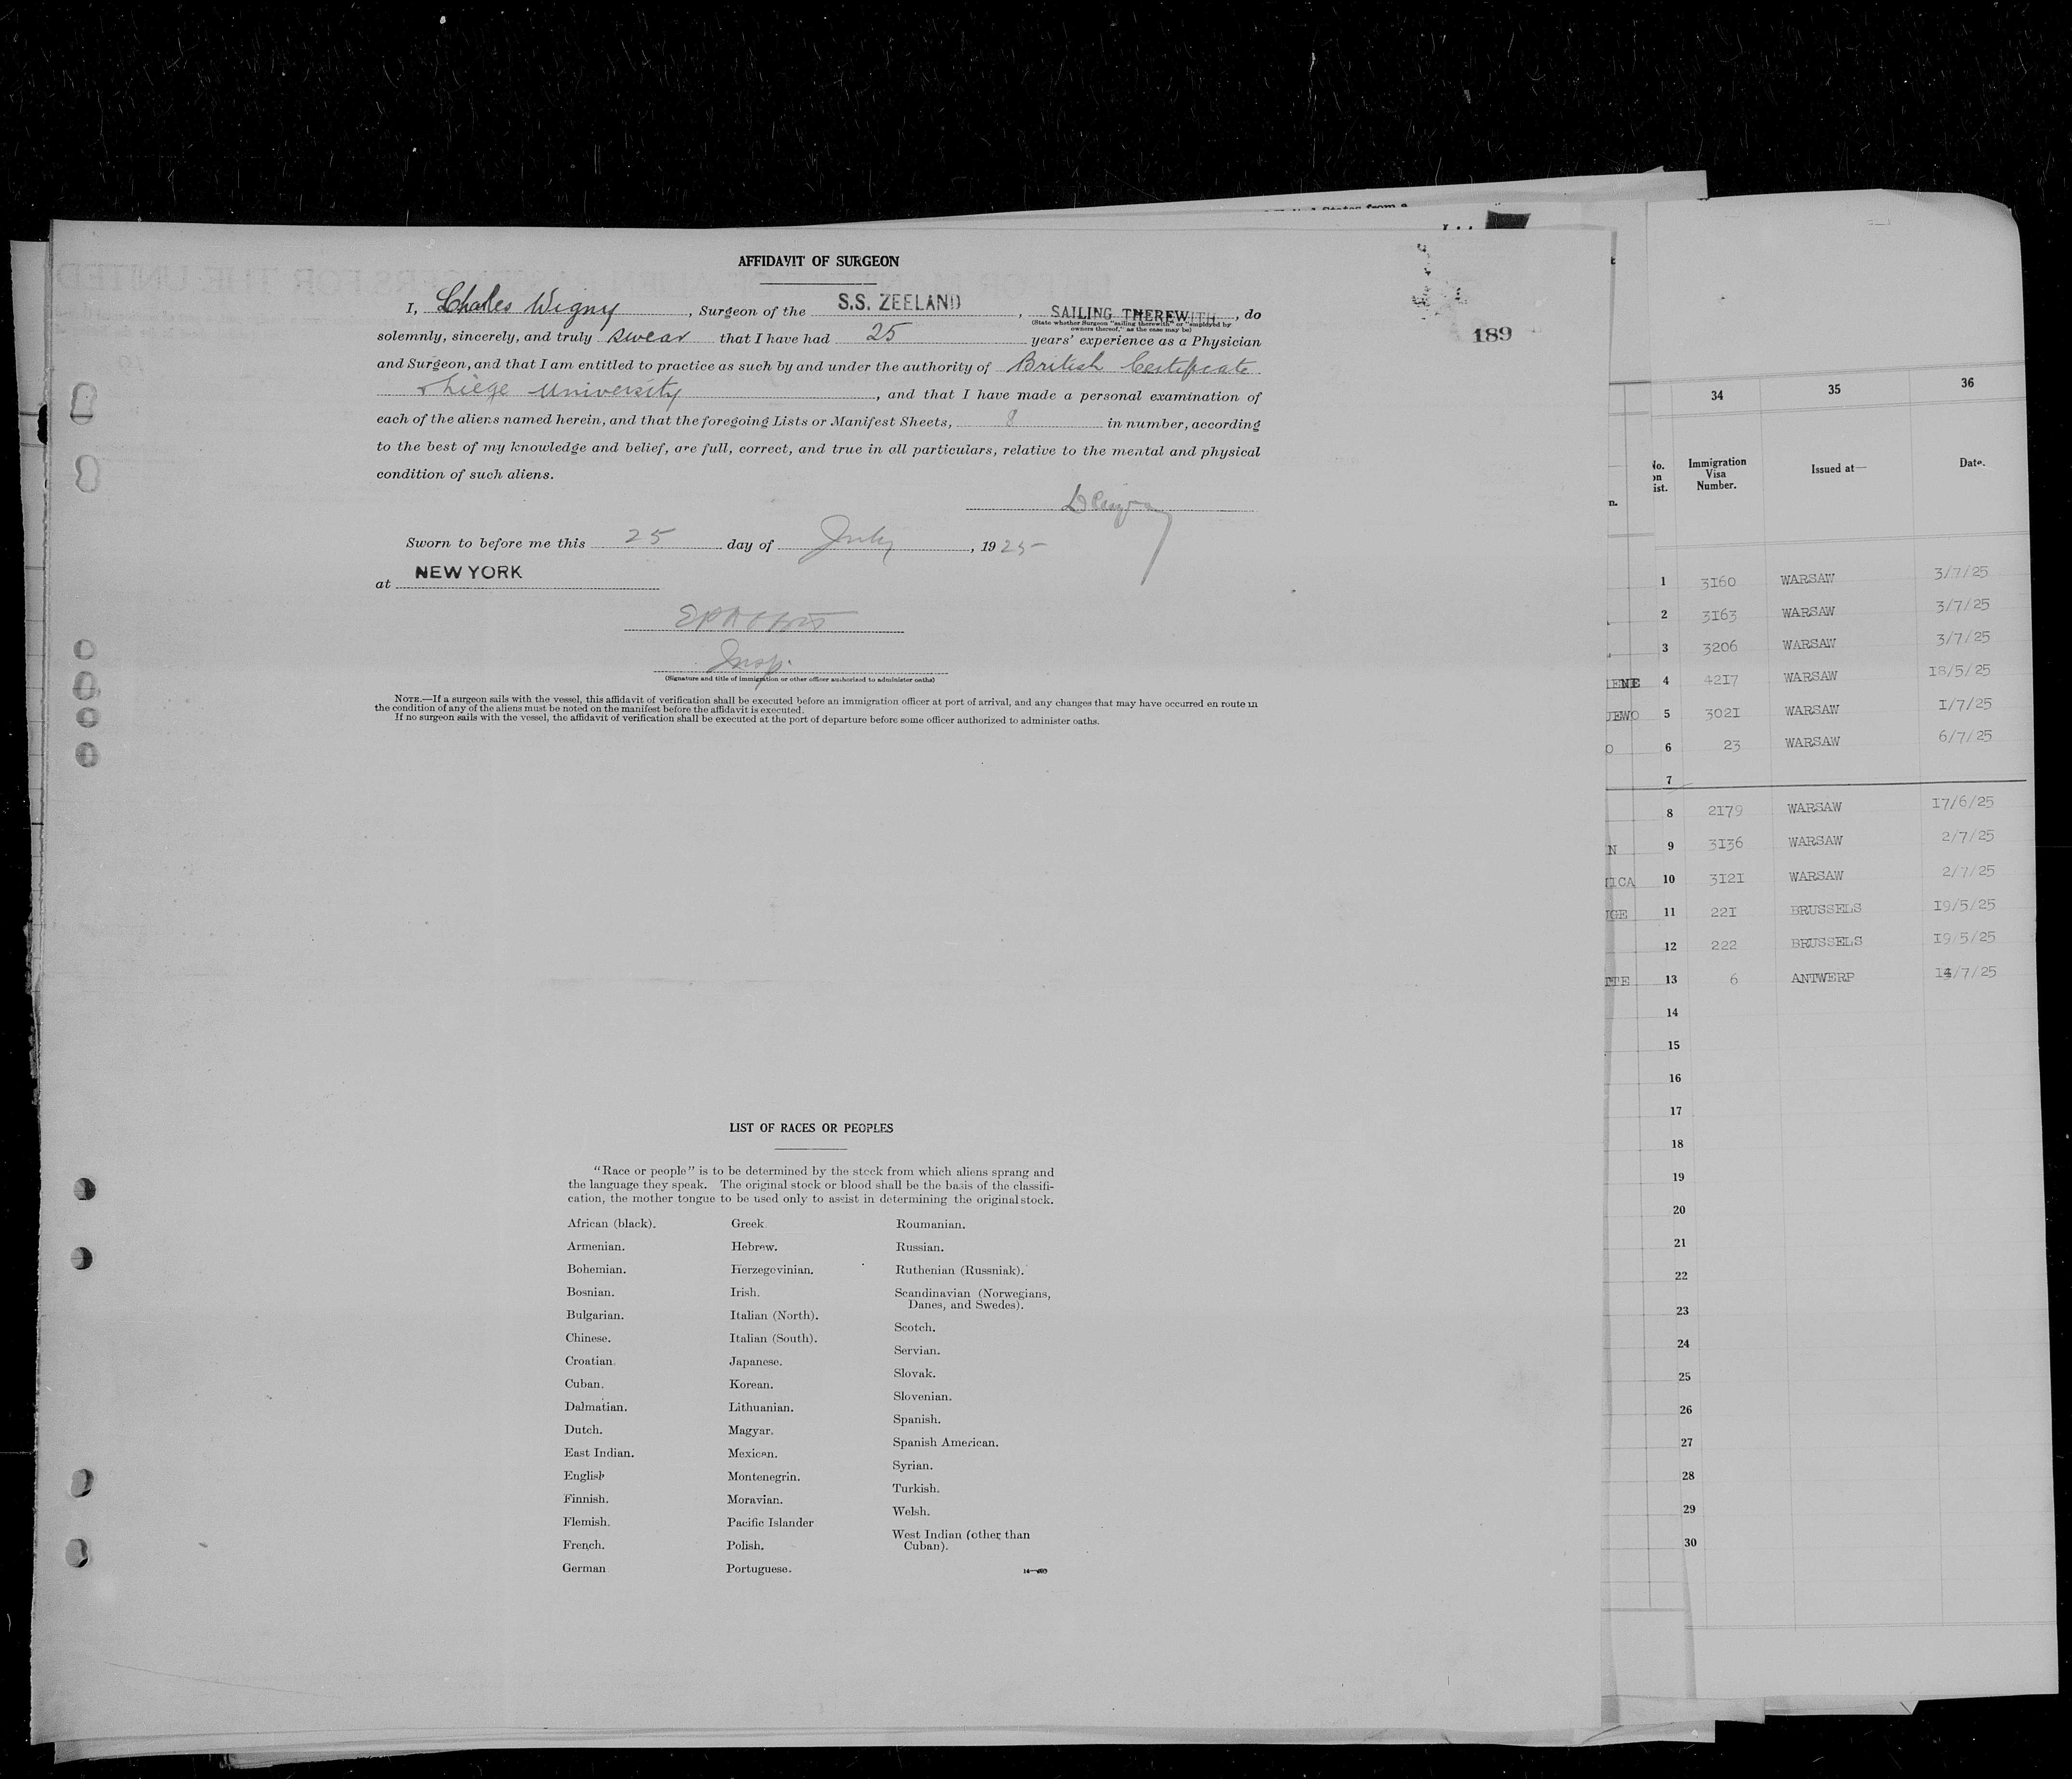 AFFIDAVIT OF SURGEON
I, Charles Wigny, Surgeon of the S.S. ZEELAND, SAILING THEREWITH, do
(State whether Surgeon "sailing therewith" or "employed by
owners thereof," as the case may be)
189
solemnly, sincerely, and truly swear that I have had 25 years' experience as a Physician
and Surgeon, and that I am entitled to practice as such by and under the authority of British Certificate
Liege University, and that I have made a personal examination of
each of the aliens named herein, and that the foregoing Lists or Manifest Sheets, 8 in number, according
to the best of my knowledge and belief, are full, correct, and true in all particulars, relative to the mental and physical
condition of such aliens.
Sworn to before me this 25 day of July, 1925
at NEW YORK
Insp.
(Signature and title of immigration or other officer authorized to administer oaths)
NOTE.—If a surgeon sails with the vessel, this affidavit of verification shall be executed before an immigration officer at port of arrival, and any changes that may have occurred en route in
the condition of any of the aliens must be noted on the manifest before the affidavit is executed.
If no surgeon sails with the vessel, the affidavit of verification shall be executed at the port of departure before some officer authorized to administer oaths.
LIST OF RACES OR PEOPLES
"Race or people" is to be determined by the stock from which aliens sprang and
the language they speak. The original stock or blood shall be the basis of the classifi-
cation, the mother tongue to be used only to assist in determining the original stock.
African (black).
Armenian.
Bohemian.
Bosnian.
Bulgarian.
Chinese.
Croatian.
Cuban.
Dalmatian.
Dutch.
East Indian.
English
Finnish.
Flemish.
French.
German
Greek
Hebrew.
Herzegovinian.
Irish.
Italian (North).
Italian (South).
Japanese.
Korean.
Lithuanian.
Magyar.
Mexican.
Montenegrin.
Moravian.
Pacific Islander
Polish.
Portuguese.
Roumanian.
Russian.
Ruthenian (Russniak).
Scandinavian (Norwegians,
Danes, and Swedes).
Scotch.
Servian.
Slovak.
Slovenian.
Spanish.
Spanish American.
Syrian.
Turkish.
Welsh.
West Indian (other than
Cuban).
34 35 36
No. on list. Immigration Visa Number. Issued at— Date.
1 3160 WARSAW 3/7/25
2 3163 WARSAW 3/7/25
3 3206 WARSAW 3/7/25
4 4217 WARSAW 18/5/25
5 3021 WARSAW 1/7/25
6 23 WARSAW 6/7/25
7
8 2179 WARSAW 17/6/25
9 3136 WARSAW 2/7/25
10 3121 WARSAW 2/7/25
11 221 BRUSSELS 19/5/25
12 222 BRUSSELS 19/5/25
13 6 ANTWERP 14/7/25
14
15
16
17
18
19
20
21
22
23
24
25
26
27
28
29
30